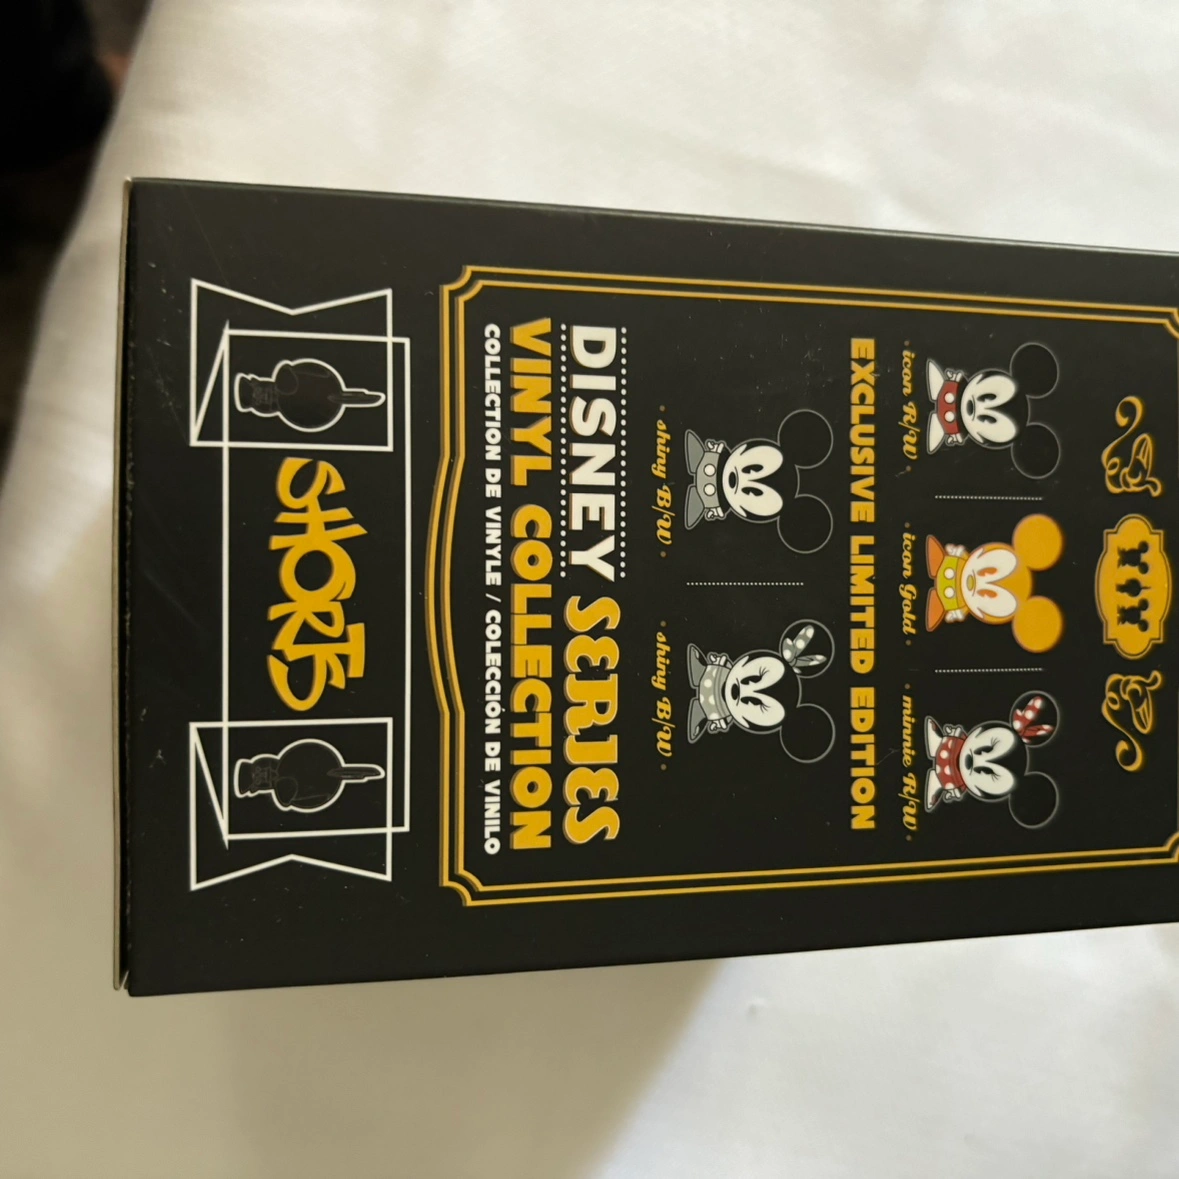 icon R/W
icon Gold
minnie R/W
EXCLUSIVE LIMITED EDITION
shiny B/W
shiny B/W
DISNEY SERIES
VINYL COLLECTION
COLLECTION DE VINYLE / COLECCIÓN DE VINILO
SHORTS